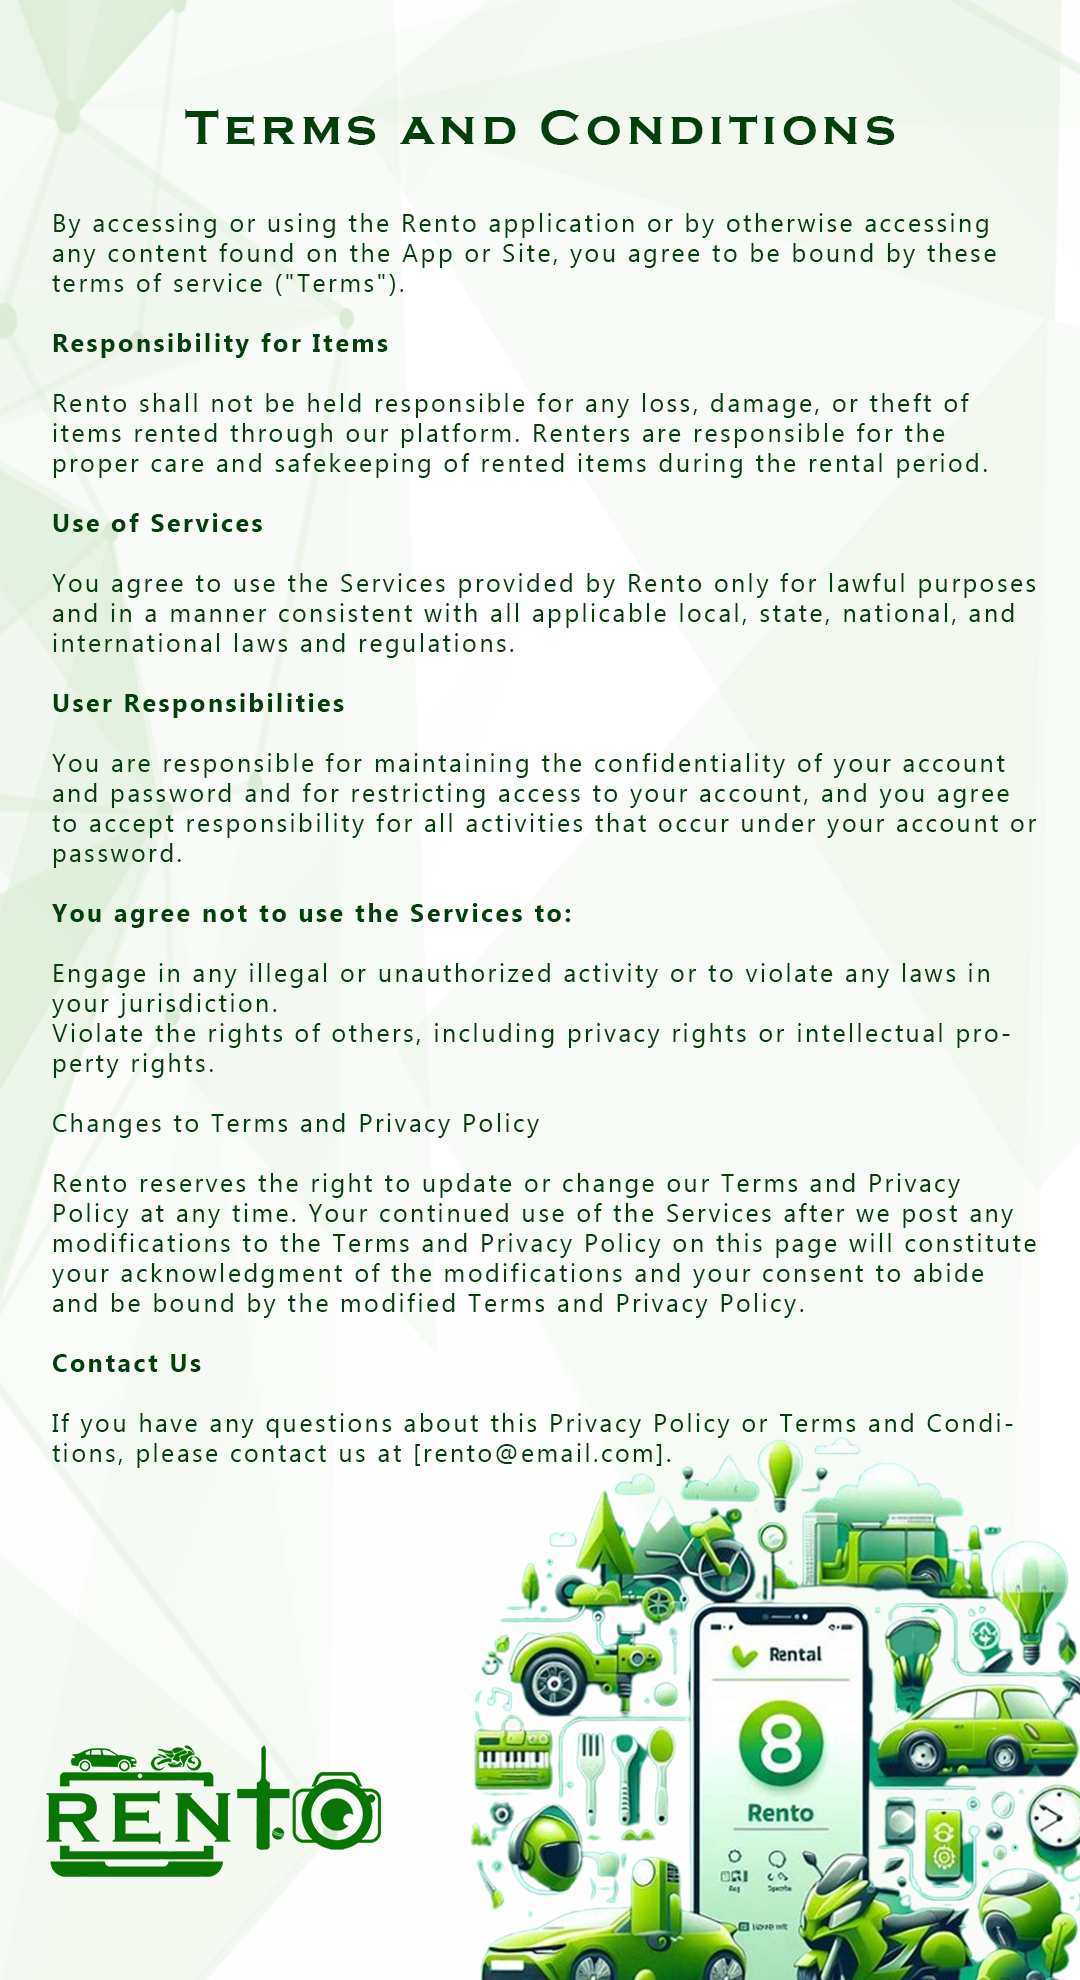 Terms and Conditions
By accessing or using the Rento application or by otherwise accessing
any content found on the App or Site, you agree to be bound by these
terms of service ("Terms").
Responsibility for Items
Rento shall not be held responsible for any loss, damage, or theft of
items rented through our platform. Renters are responsible for the
proper care and safekeeping of rented items during the rental period.
Use of Services
You agree to use the Services provided by Rento only for lawful purposes
and in a manner consistent with all applicable local, state, national, and
international laws and regulations.
User Responsibilities
You are responsible for maintaining the confidentiality of your account
and password and for restricting access to your account, and you agree
to accept responsibility for all activities that occur under your account or
password.
You agree not to use the Services to:
Engage in any illegal or unauthorized activity or to violate any laws in
your jurisdiction.
Violate the rights of others, including privacy rights or intellectual pro-
perty rights.
Changes to Terms and Privacy Policy
Rento reserves the right to update or change our Terms and Privacy
Policy at any time. Your continued use of the Services after we post any
modifications to the Terms and Privacy Policy on this page will constitute
your acknowledgment of the modifications and your consent to abide
and be bound by the modified Terms and Privacy Policy.
Contact Us
If you have any questions about this Privacy Policy or Terms and Condi-
tions, please contact us at [rento@email.com].
Rental
8
Rento
RENTO